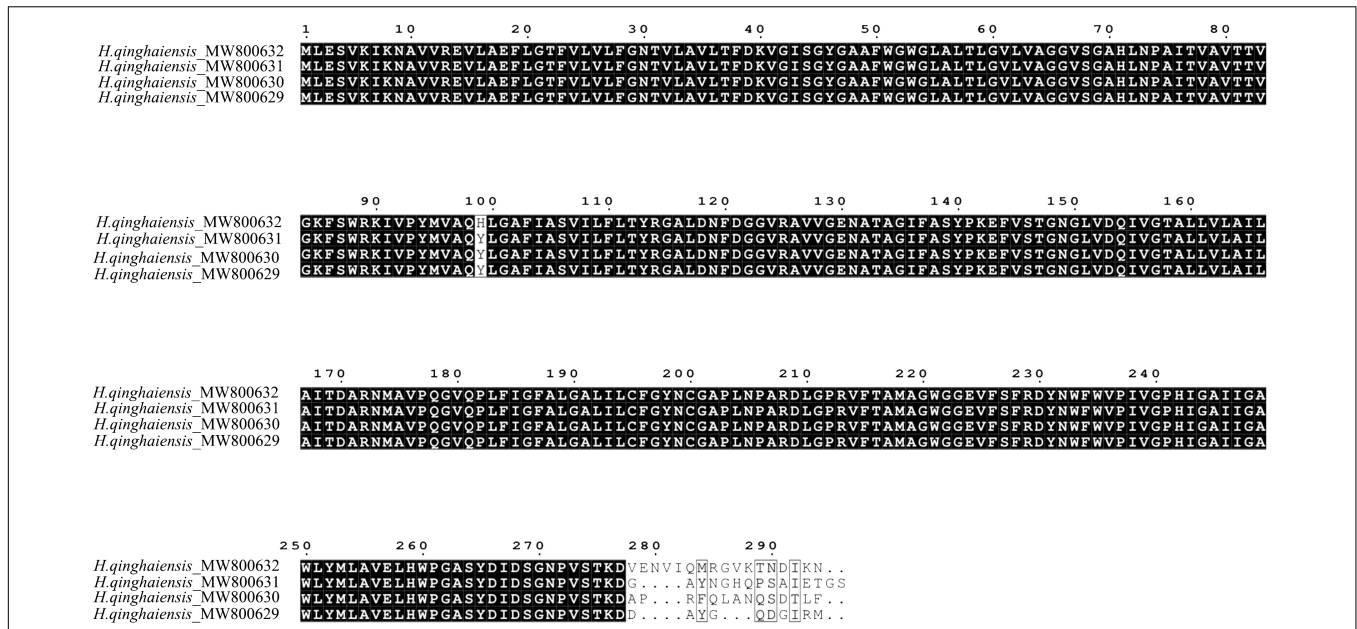 1 10 20 30 40 50 60 70 80
H.qinghaiensis_MW800632 MLESVKIKNAVVREVLAEFLGTFVLVLFGNTVLAVLTFDKVGISGYGAAFWGWGLALTLGVLVAGGVSGAHLNPAITVAVTTV
H.qinghaiensis_MW800631 MLESVKIKNAVVREVLAEFLGTFVLVLFGNTVLAVLTFDKVGISGYGAAFWGWGLALTLGVLVAGGVSGAHLNPAITVAVTTV
H.qinghaiensis_MW800630 MLESVKIKNAVVREVLAEFLGTFVLVLFGNTVLAVLTFDKVGISGYGAAFWGWGLALTLGVLVAGGVSGAHLNPAITVAVTTV
H.qinghaiensis_MW800629 MLESVKIKNAVVREVLAEFLGTFVLVLFGNTVLAVLTFDKVGISGYGAAFWGWGLALTLGVLVAGGVSGAHLNPAITVAVTTV
90 100 110 120 130 140 150 160
H.qinghaiensis_MW800632 GKFSWRKIVPYMVAQHLGAFIASVILFLTYRGALDNFDGGVRAVVGENATAGIFASYPKEFVSTGNGLVDQIVGTALLVLAIL
H.qinghaiensis_MW800631 GKFSWRKIVPYMVAQYLGAFIASVILFLTYRGALDNFDGGVRAVVGENATAGIFASYPKEFVSTGNGLVDQIVGTALLVLAIL
H.qinghaiensis_MW800630 GKFSWRKIVPYMVAQYLGAFIASVILFLTYRGALDNFDGGVRAVVGENATAGIFASYPKEFVSTGNGLVDQIVGTALLVLAIL
H.qinghaiensis_MW800629 GKFSWRKIVPYMVAQYLGAFIASVILFLTYRGALDNFDGGVRAVVGENATAGIFASYPKEFVSTGNGLVDQIVGTALLVLAIL
170 180 190 200 210 220 230 240
H.qinghaiensis_MW800632 AITDARNMAVPQGVQPLFIGFALGALILCFGYNCGAPLNPARDLGPRVFTAMAGWGGEVFSFRDYNWFWVPIVGPHIGAIIGA
H.qinghaiensis_MW800631 AITDARNMAVPQGVQPLFIGFALGALILCFGYNCGAPLNPARDLGPRVFTAMAGWGGEVFSFRDYNWFWVPIVGPHIGAIIGA
H.qinghaiensis_MW800630 AITDARNMAVPQGVQPLFIGFALGALILCFGYNCGAPLNPARDLGPRVFTAMAGWGGEVFSFRDYNWFWVPIVGPHIGAIIGA
H.qinghaiensis_MW800629 AITDARNMAVPQGVQPLFIGFALGALILCFGYNCGAPLNPARDLGPRVFTAMAGWGGEVFSFRDYNWFWVPIVGPHIGAIIGA
250 260 270 280 290
H.qinghaiensis_MW800632 WLYMLAVELHWPGASYDIDSGNPVSTKDVENVIQMRGVKTNDIKN..
H.qinghaiensis_MW800631 WLYMLAVELHWPGASYDIDSGNPVSTKDG....AYNGHQPSAIETGS
H.qinghaiensis_MW800630 WLYMLAVELHWPGASYDIDSGNPVSTKDAP...RFQLANQSDTLF..
H.qinghaiensis_MW800629 WLYMLAVELHWPGASYDIDSGNPVSTKDD....AYG...QDGIRM..